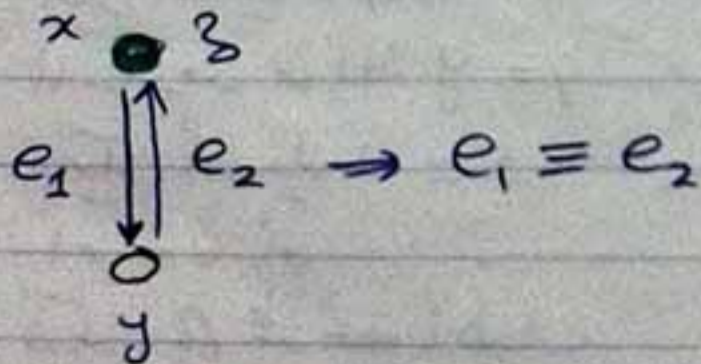 x z
e₁ e₂ → e₁ ≡ e₂
y